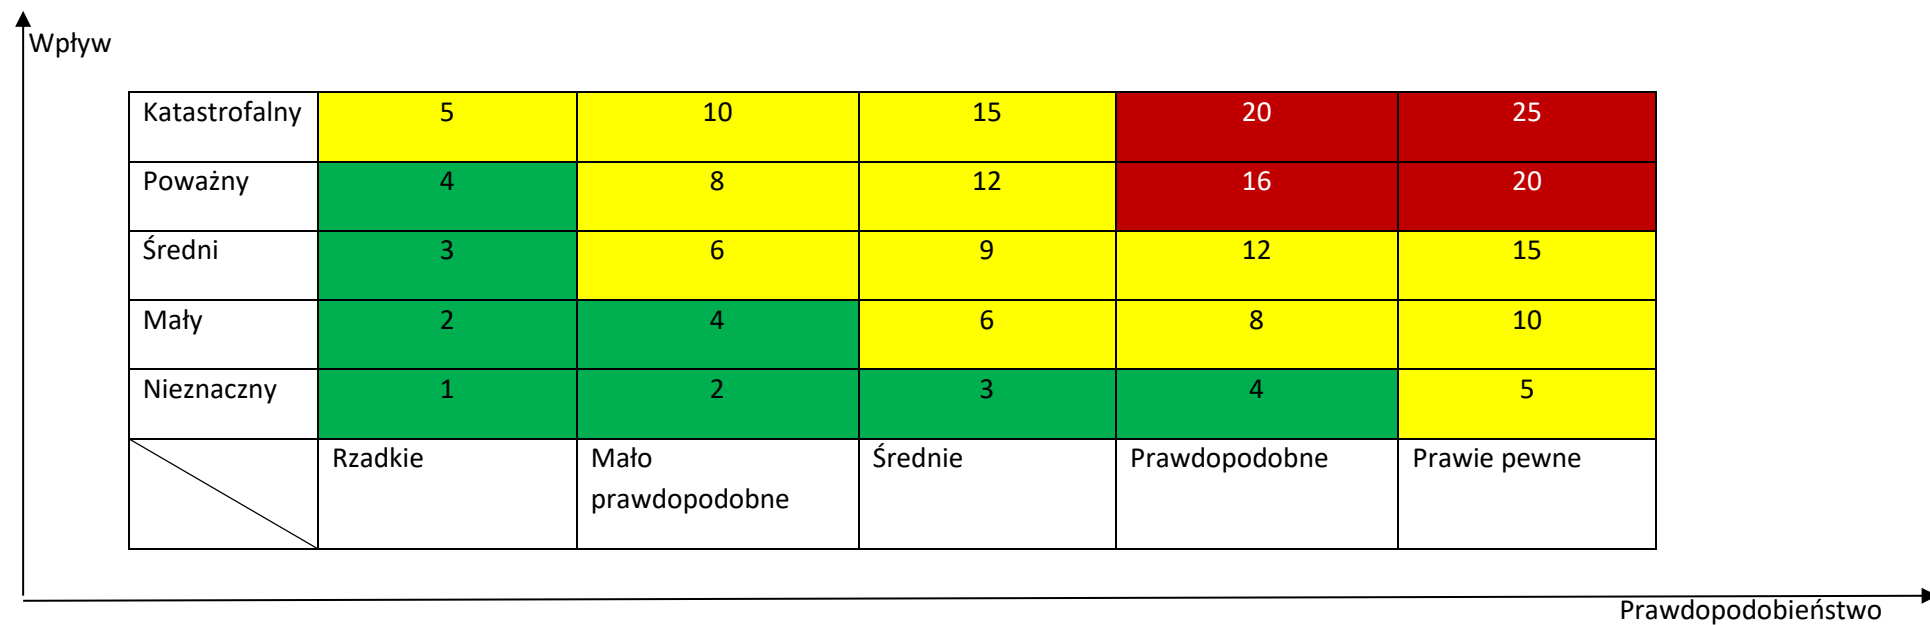 Wpływ
Katastrofalny 5 10 15 20 25
Poważny 4 8 12 16 20
Średni 3 6 9 12 15
Mały 2 4 6 8 10
Nieznaczny 1 2 3 4 5
Rzadkie Mało Średnie Prawdopodobne Prawie pewne
prawdopodobne
Prawdopodobieństwo